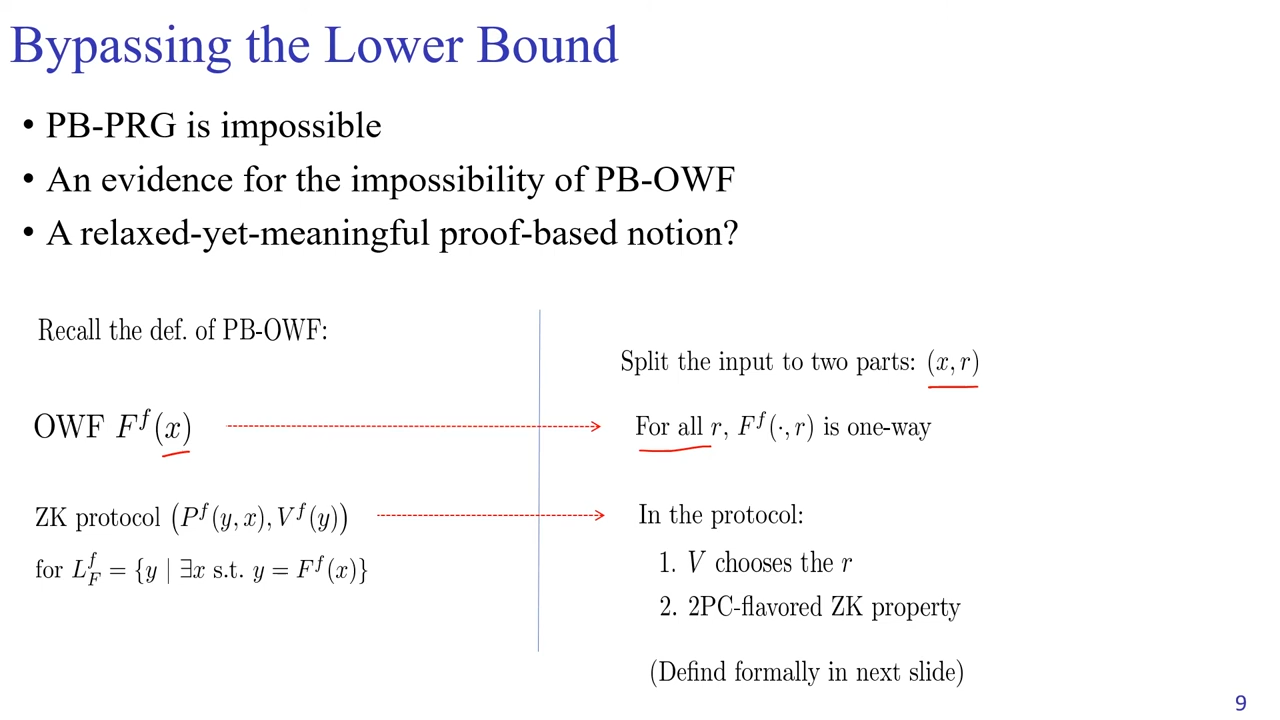 Bypassing the Lower Bound
• PB-PRG is impossible
• An evidence for the impossibility of PB-OWF
• A relaxed-yet-meaningful proof-based notion?
Recall the def. of PB-OWF:
OWF F^f(x)
ZK protocol (P^f(y, x), V^f(y))
for L_F^f = {y | ∃x s.t. y = F^f(x)}
Split the input to two parts: (x, r)
For all r, F^f(·, r) is one-way
In the protocol:
1. V chooses the r
2. 2PC-flavored ZK property
(Defind formally in next slide)
9